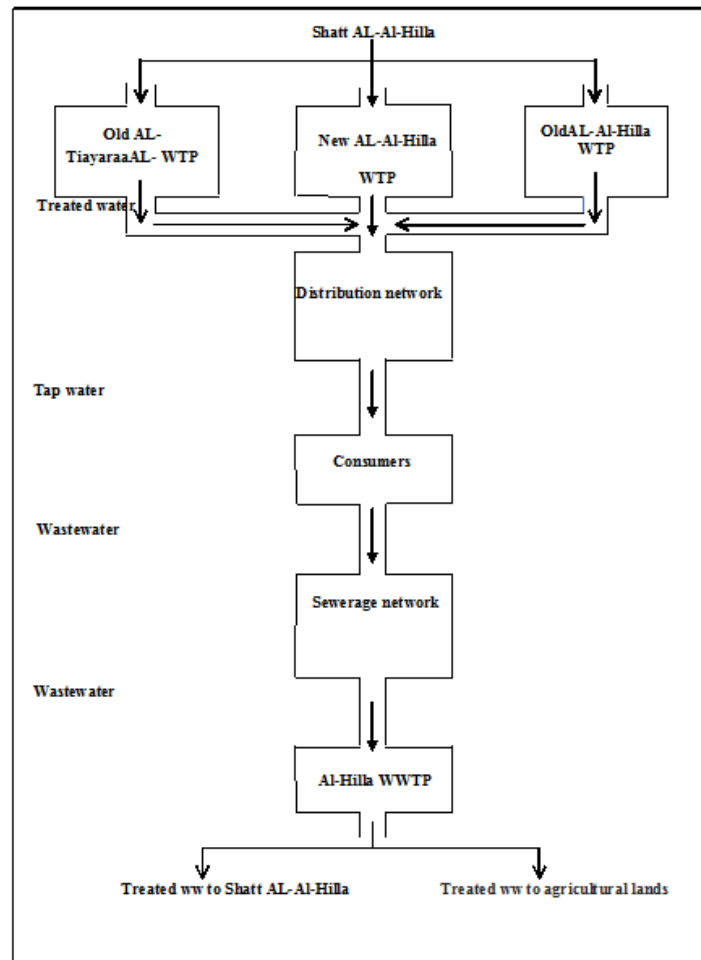 Shatt AL-Al-Hilla
Old AL-
TiayaraaAL- WTP
New AL-Al-Hilla
WTP
OldAL-Al-Hilla
WTP
Treated water
Distribution network
Tap water
Consumers
Wastewater
Sewerage network
Wastewater
Al-Hilla WWTP
Treated ww to Shatt AL-Al-Hilla
Treated ww to agricultural lands